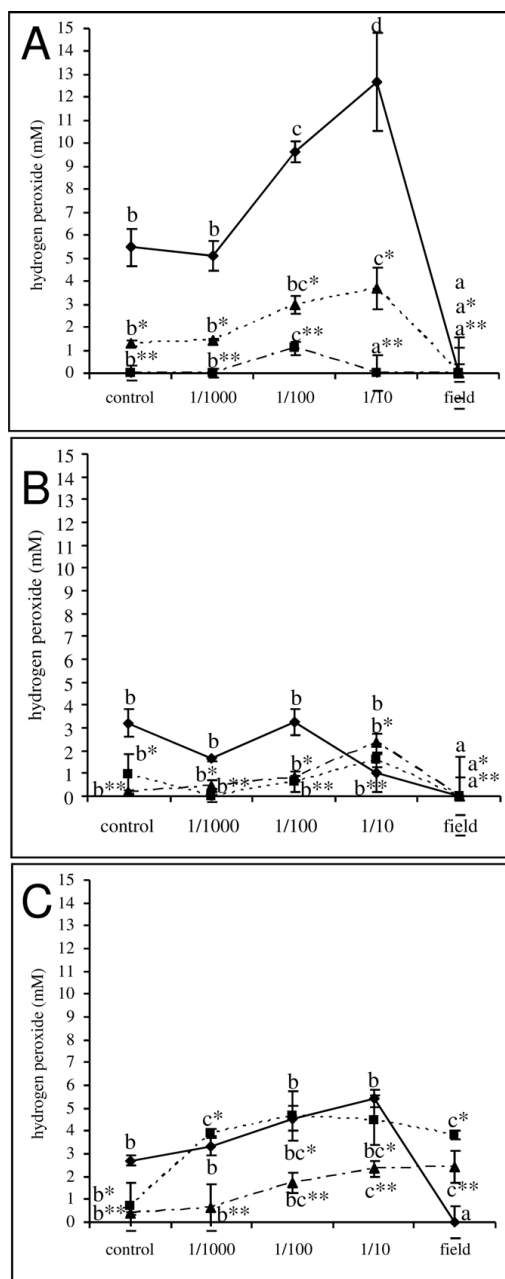 A
hydrogen peroxide (mM)
15
14
13
12
11
10
9
8
7
6
5
4
3
2
1
0
b
b
c
d
a
b*
b*
bc*
c*
a*
b**
b**
c**
a**
a**
control 1/1000 1/100 1/10 field
B
hydrogen peroxide (mM)
15
14
13
12
11
10
9
8
7
6
5
4
3
2
1
0
b
b
b
b
a
b*
b*
b*
b*
a*
b**
b**
b**
b**
a**
control 1/1000 1/100 1/10 field
C
hydrogen peroxide (mM)
15
14
13
12
11
10
9
8
7
6
5
4
3
2
1
0
b
b
b
b
a
b*
c*
bc*
bc*
c*
b**
b**
bc**
c**
c**
control 1/1000 1/100 1/10 field